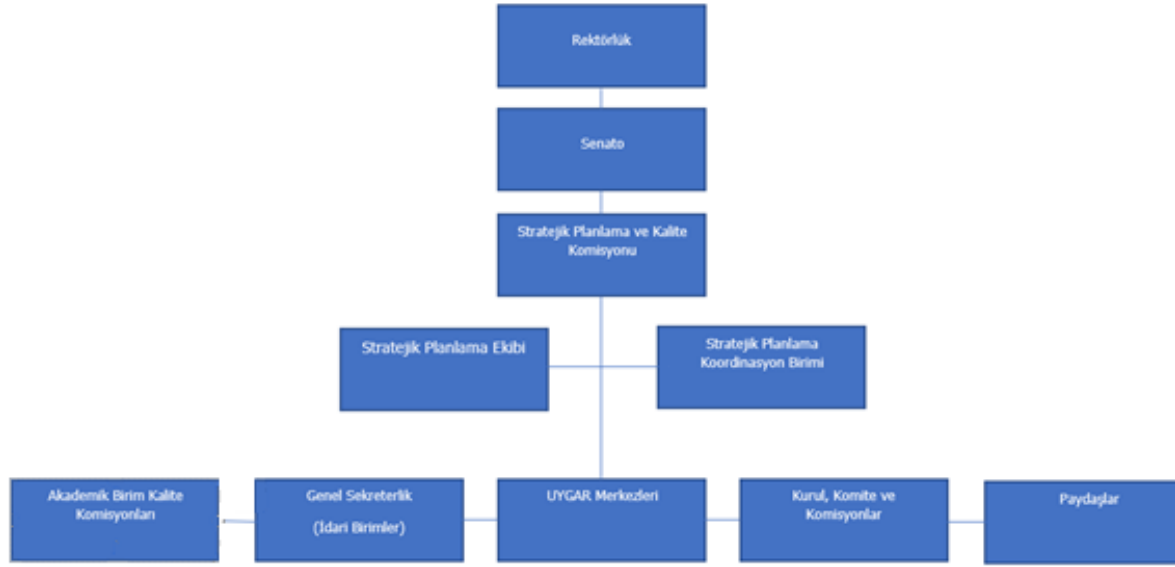 Rektörlük
Senato
Stratejik Planlama ve Kalite
Komisyonu
Stratejik Planlama Ekibi
Stratejik Planlama
Koordinasyon Birimi
Akademik Birim Kalite
Komisyonları
Genel Sekreterlik
(İdari Birimler)
UYGAR Merkezleri
Kurul, Komite ve
Komisyonlar
Paydaşlar